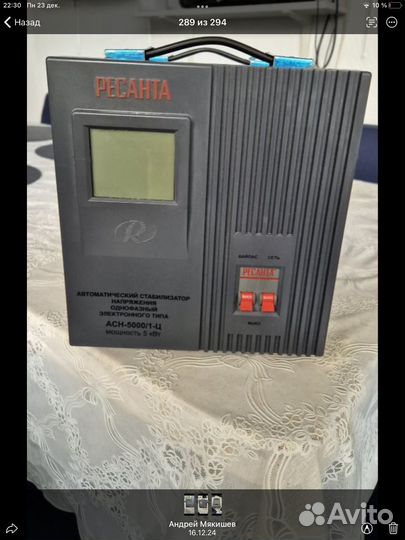 22:30 Пн 23 дек.
10 %
Назад
289 из 294
РЕСАНТА
R
БАЙПАС СЕТЬ
РЕСАНТА
ВЫКЛ
АВТОМАТИЧЕСКИЙ СТАБИЛИЗАТОР
НАПРЯЖЕНИЯ
ОДНОФАЗНЫЙ
ЭЛЕКТРОННОГО ТИПА
АСН-5000/1-Ц
мощность 5 кВт
Андрей Мякишев
16.12.24
Avito